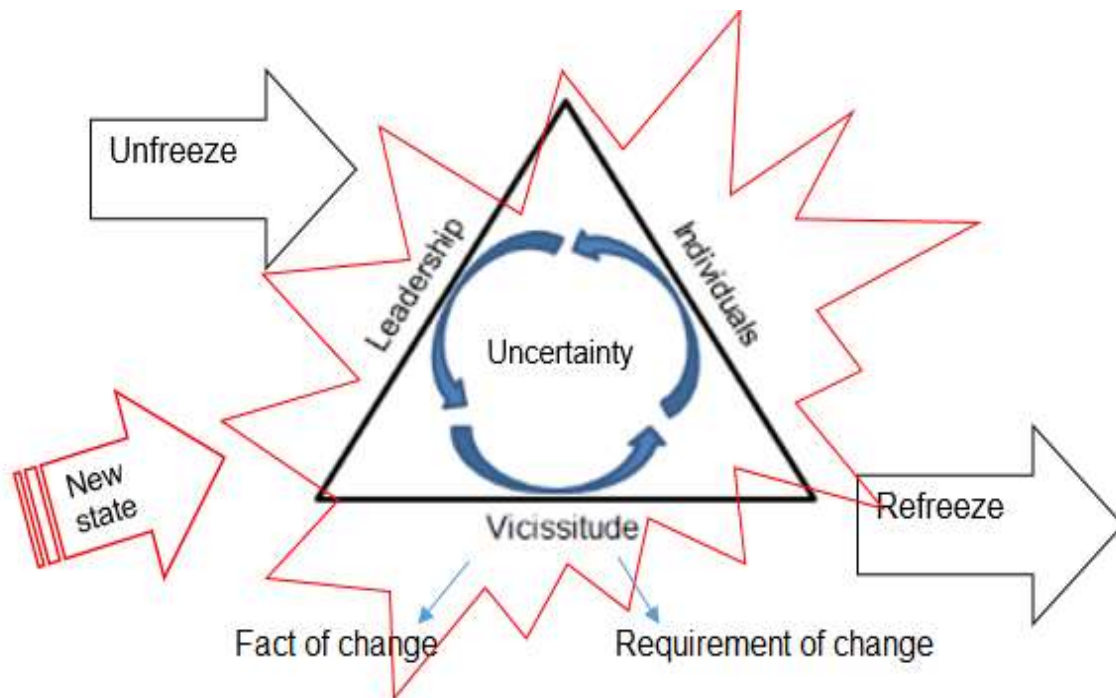 Unfreeze
Leadership
Individuals
Uncertainty
New
state
Refreeze
Vicissitude
Fact of change
Requirement of change